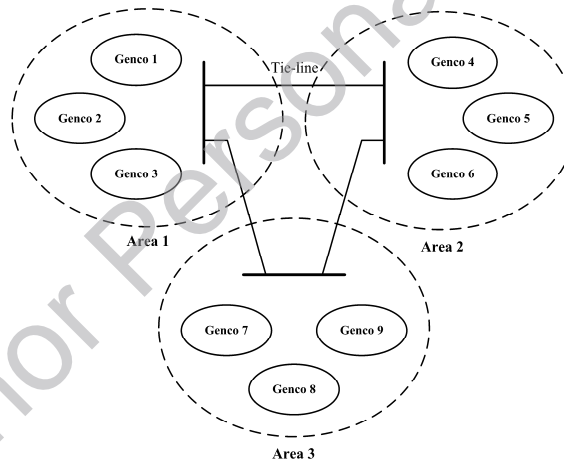 Genco 1
Genco 2
Genco 3
Area 1
Tie-line
Genco 4
Genco 5
Genco 6
Area 2
Genco 7
Genco 9
Genco 8
Area 3